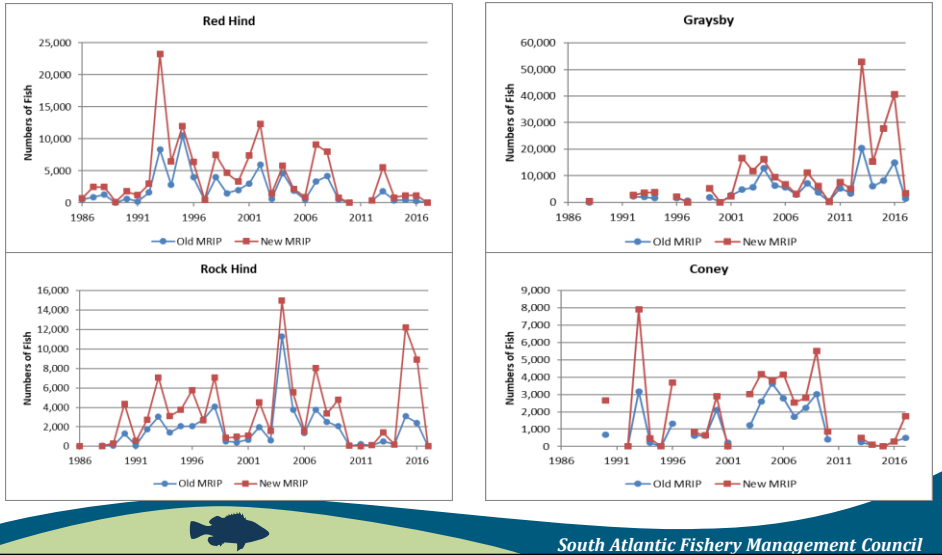 Red Hind
Numbers of Fish
25,000
20,000
15,000
10,000
5,000
0
1986 1991 1996 2001 2006 2011 2016
Old MRIP New MRIP
Graysby
Numbers of Fish
60,000
50,000
40,000
30,000
20,000
10,000
0
1986 1991 1996 2001 2006 2011 2016
Old MRIP New MRIP
Rock Hind
Numbers of Fish
16,000
14,000
12,000
10,000
8,000
6,000
4,000
2,000
0
1986 1991 1996 2001 2006 2011 2016
Old MRIP New MRIP
Coney
Numbers of Fish
9,000
8,000
7,000
6,000
5,000
4,000
3,000
2,000
1,000
0
1986 1991 1996 2001 2006 2011 2016
Old MRIP New MRIP
South Atlantic Fishery Management Council